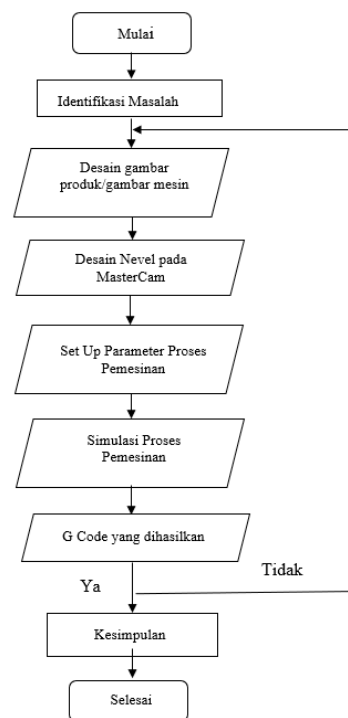 Mulai
Identifikasi Masalah
Desain gambar
produk/gambar mesin
Desain Nevel pada
MasterCam
Set Up Parameter Proses
Pemesinan
Simulasi Proses
Pemesinan
G Code yang dihasilkan
Tidak
Ya
Kesimpulan
Selesai